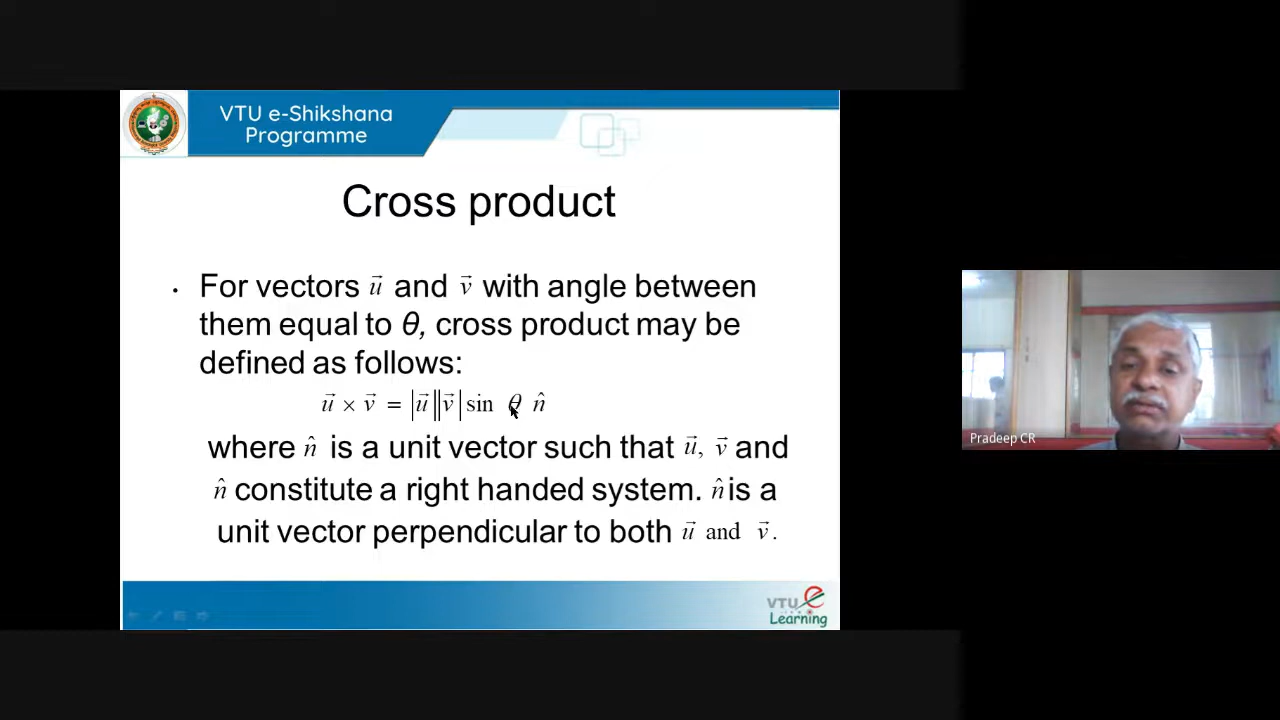 VTU e-Shikshana
Programme
Cross product
• For vectors u⃗ and v⃗ with angle between
them equal to θ, cross product may be
defined as follows:
u⃗ × v⃗ = |u⃗||v⃗| sin θ n̂
where n̂ is a unit vector such that u⃗, v⃗ and
n̂ constitute a right handed system. n̂ is a
unit vector perpendicular to both u⃗ and v⃗.
VTU e
Learning
Pradeep CR